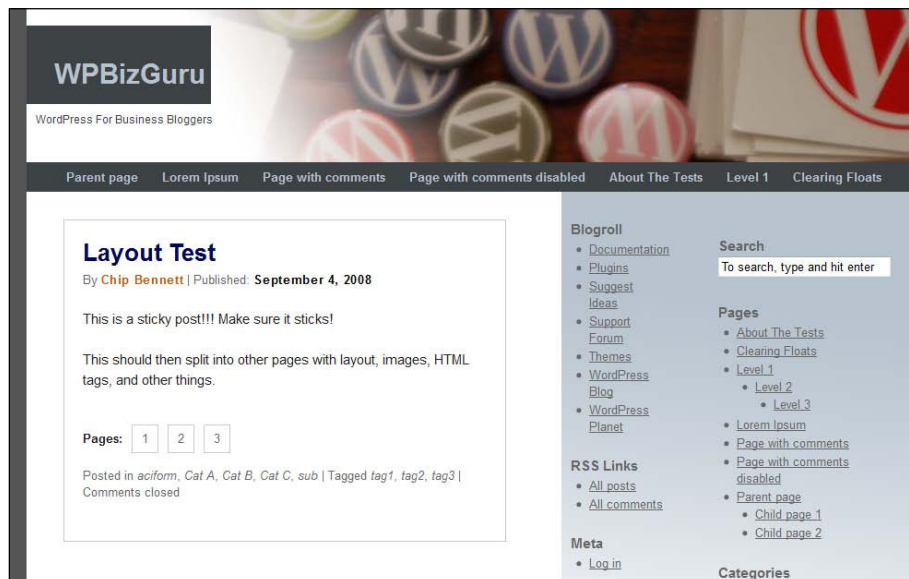 WPBizGuru
WordPress For Business Bloggers
Parent page Lorem Ipsum Page with comments Page with comments disabled About The Tests Level 1 Clearing Floats
Layout Test
By Chip Bennett | Published: September 4, 2008
This is a sticky post!!! Make sure it sticks!
This should then split into other pages with layout, images, HTML
tags, and other things.
Pages: 1 2 3
Posted in aciform, Cat A, Cat B, Cat C, sub | Tagged tag1, tag2, tag3 |
Comments closed
Blogroll
Documentation
Plugins
Suggest
Ideas
Support
Forum
Themes
WordPress
Blog
WordPress
Planet
RSS Links
All posts
All comments
Meta
Log in
Search
To search, type and hit enter
Pages
About The Tests
Clearing Floats
Level 1
Level 2
Level 3
Lorem Ipsum
Page with comments
Page with comments
disabled
Parent page
Child page 1
Child page 2
Categories